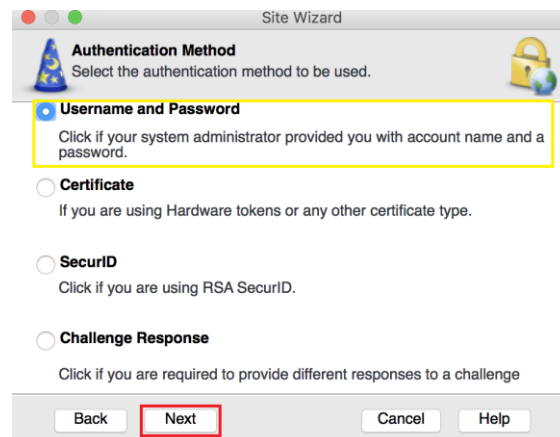 Site Wizard
Authentication Method
Select the authentication method to be used.
Username and Password
Click if your system administrator provided you with account name and a
password.
Certificate
If you are using Hardware tokens or any other certificate type.
SecurID
Click if you are using RSA SecurID.
Challenge Response
Click if you are required to provide different responses to a challenge
Back Next Cancel Help